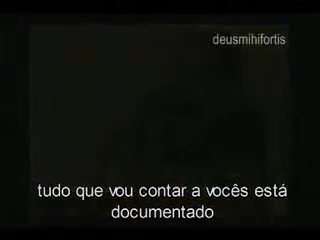 deusmihifortis
tudo que vou contar a vocês está
documentado